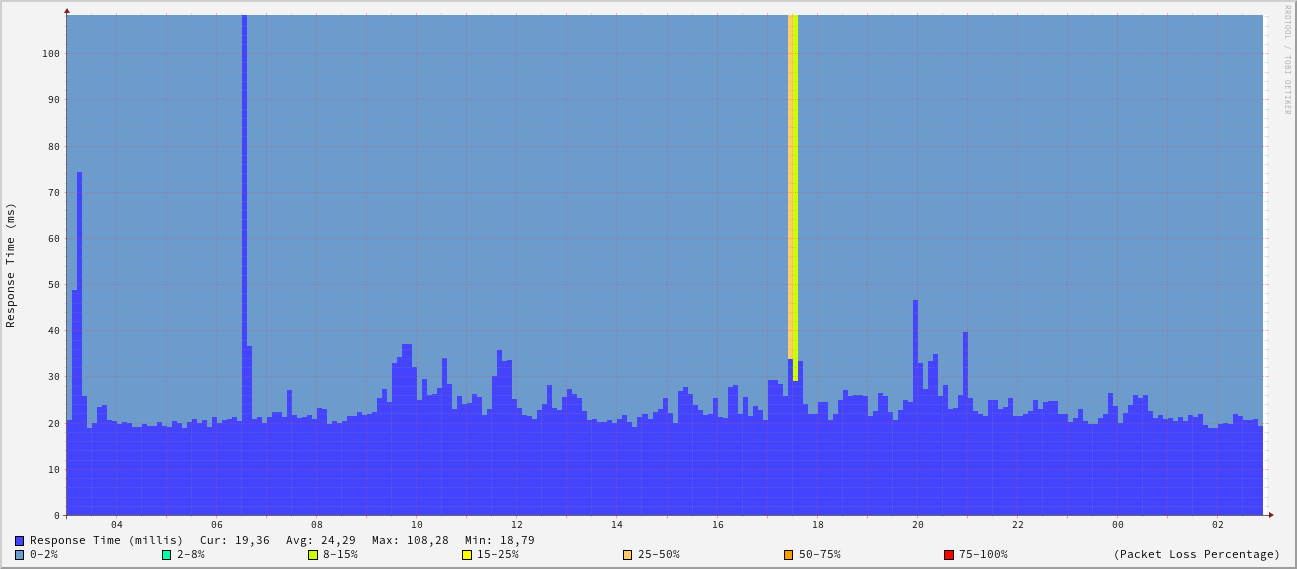 RRDTOOL / TOBI OETIKER
Response Time (ms)
100
90
80
70
60
50
40
30
20
10
0
04 06 08 10 12 14 16 18 20 22 00 02
Response Time (millis) Cur: 19,36 Avg: 24,29 Max: 108,28 Min: 18,79
0-2% 2-8% 8-15% 15-25% 25-50% 50-75% 75-100% (Packet Loss Percentage)